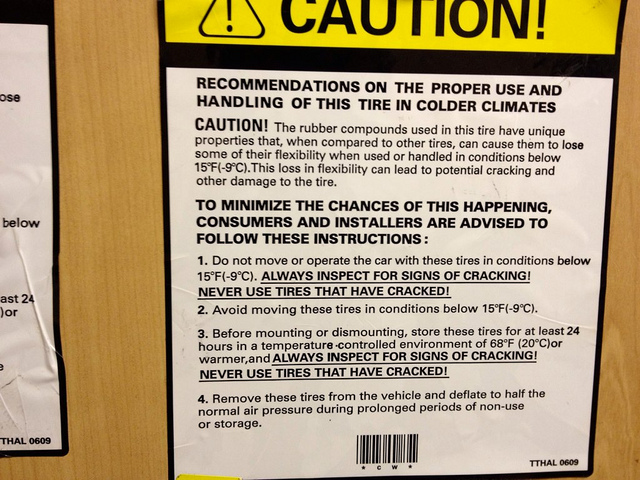 CAUTION!
RECOMMENDATIONS ON THE PROPER USE AND
HANDLING OF THIS TIRE IN COLDER CLIMATES
CAUTION! The rubber compounds used in this tire have unique
properties that, when compared to other tires, can cause them to lose
some of their flexibility when used or handled in conditions below
15°F(-9°C).This loss in flexibility can lead to potential cracking and
other damage to the tire.
TO MINIMIZE THE CHANCES OF THIS HAPPENING,
CONSUMERS AND INSTALLERS ARE ADVISED TO
FOLLOW THESE INSTRUCTIONS:
1. Do not move or operate the car with these tires in conditions below
15°F(-9°C). ALWAYS INSPECT FOR SIGNS OF CRACKING!
NEVER USE TIRES THAT HAVE CRACKED!
2. Avoid moving these tires in conditions below 15°F(-9°C).
3. Before mounting or dismounting, store these tires for at least 24
hours in a temperature-controlled environment of 68°F (20°C)or
warmer,and ALWAYS INSPECT FOR SIGNS OF CRACKING!
NEVER USE TIRES THAT HAVE CRACKED!
4. Remove these tires from the vehicle and deflate to half the
normal air pressure during prolonged periods of non-use
or storage.
* C W *
TTHAL 0609
ose
below
ast 24
)or
e
TTHAL 0609